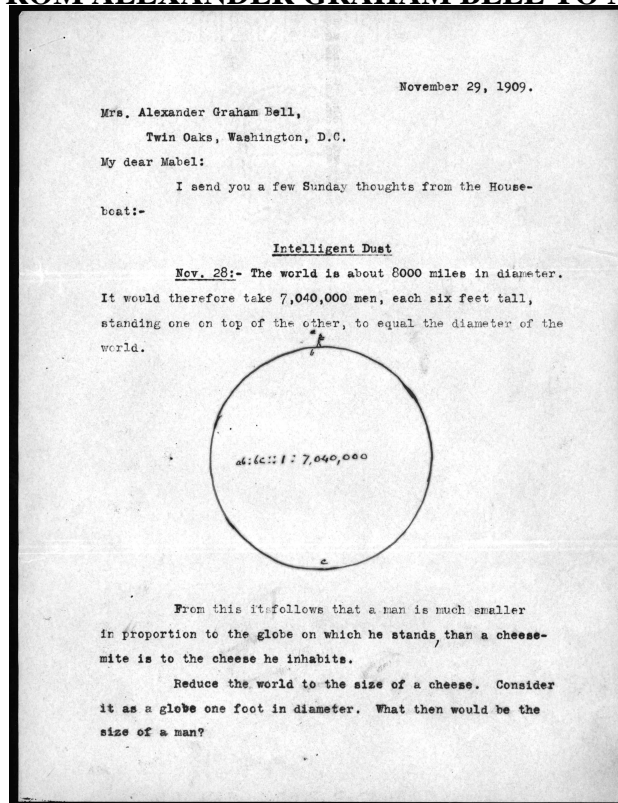 ROM ALEXANDER GRAHAM BELL TO
November 29, 1909.
Mrs. Alexander Graham Bell,
Twin Oaks, Washington, D.C.
My dear Mabel:
I send you a few Sunday thoughts from the House-
boat:-
Intelligent Dust
Nov. 28:- The world is about 8000 miles in diameter.
It would therefore take 7,040,000 men, each six feet tall,
standing one on top of the other, to equal the diameter of the
world.
a
b
ab:bc::1:7,040,000
c
From this it follows that a man is much smaller
in proportion to the globe on which he stands, than a cheese-
mite is to the cheese he inhabits.
Reduce the world to the size of a cheese. Consider
it as a globe one foot in diameter. What then would be the
size of a man?